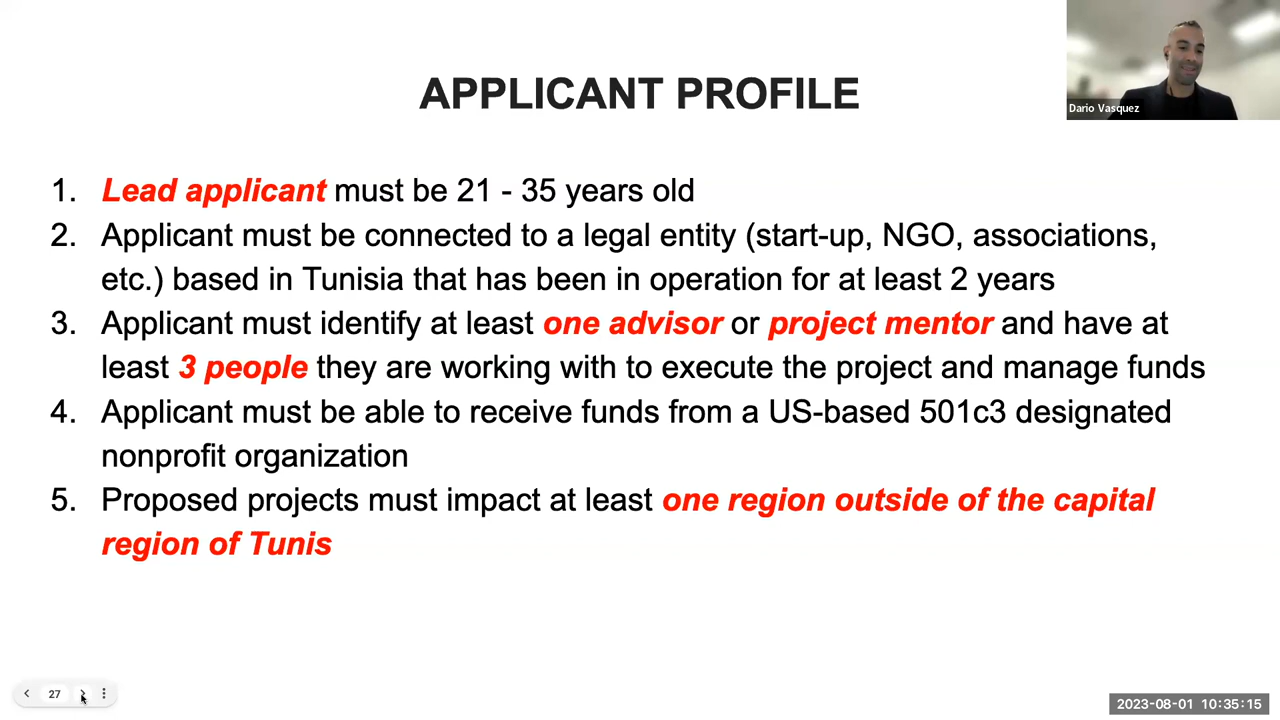 APPLICANT PROFILE
Dario Vasquez
1. Lead applicant must be 21 - 35 years old
2. Applicant must be connected to a legal entity (start-up, NGO, associations,
etc.) based in Tunisia that has been in operation for at least 2 years
3. Applicant must identify at least one advisor or project mentor and have at
least 3 people they are working with to execute the project and manage funds
4. Applicant must be able to receive funds from a US-based 501c3 designated
nonprofit organization
5. Proposed projects must impact at least one region outside of the capital
region of Tunis
27
2023-08-01 10:35:15